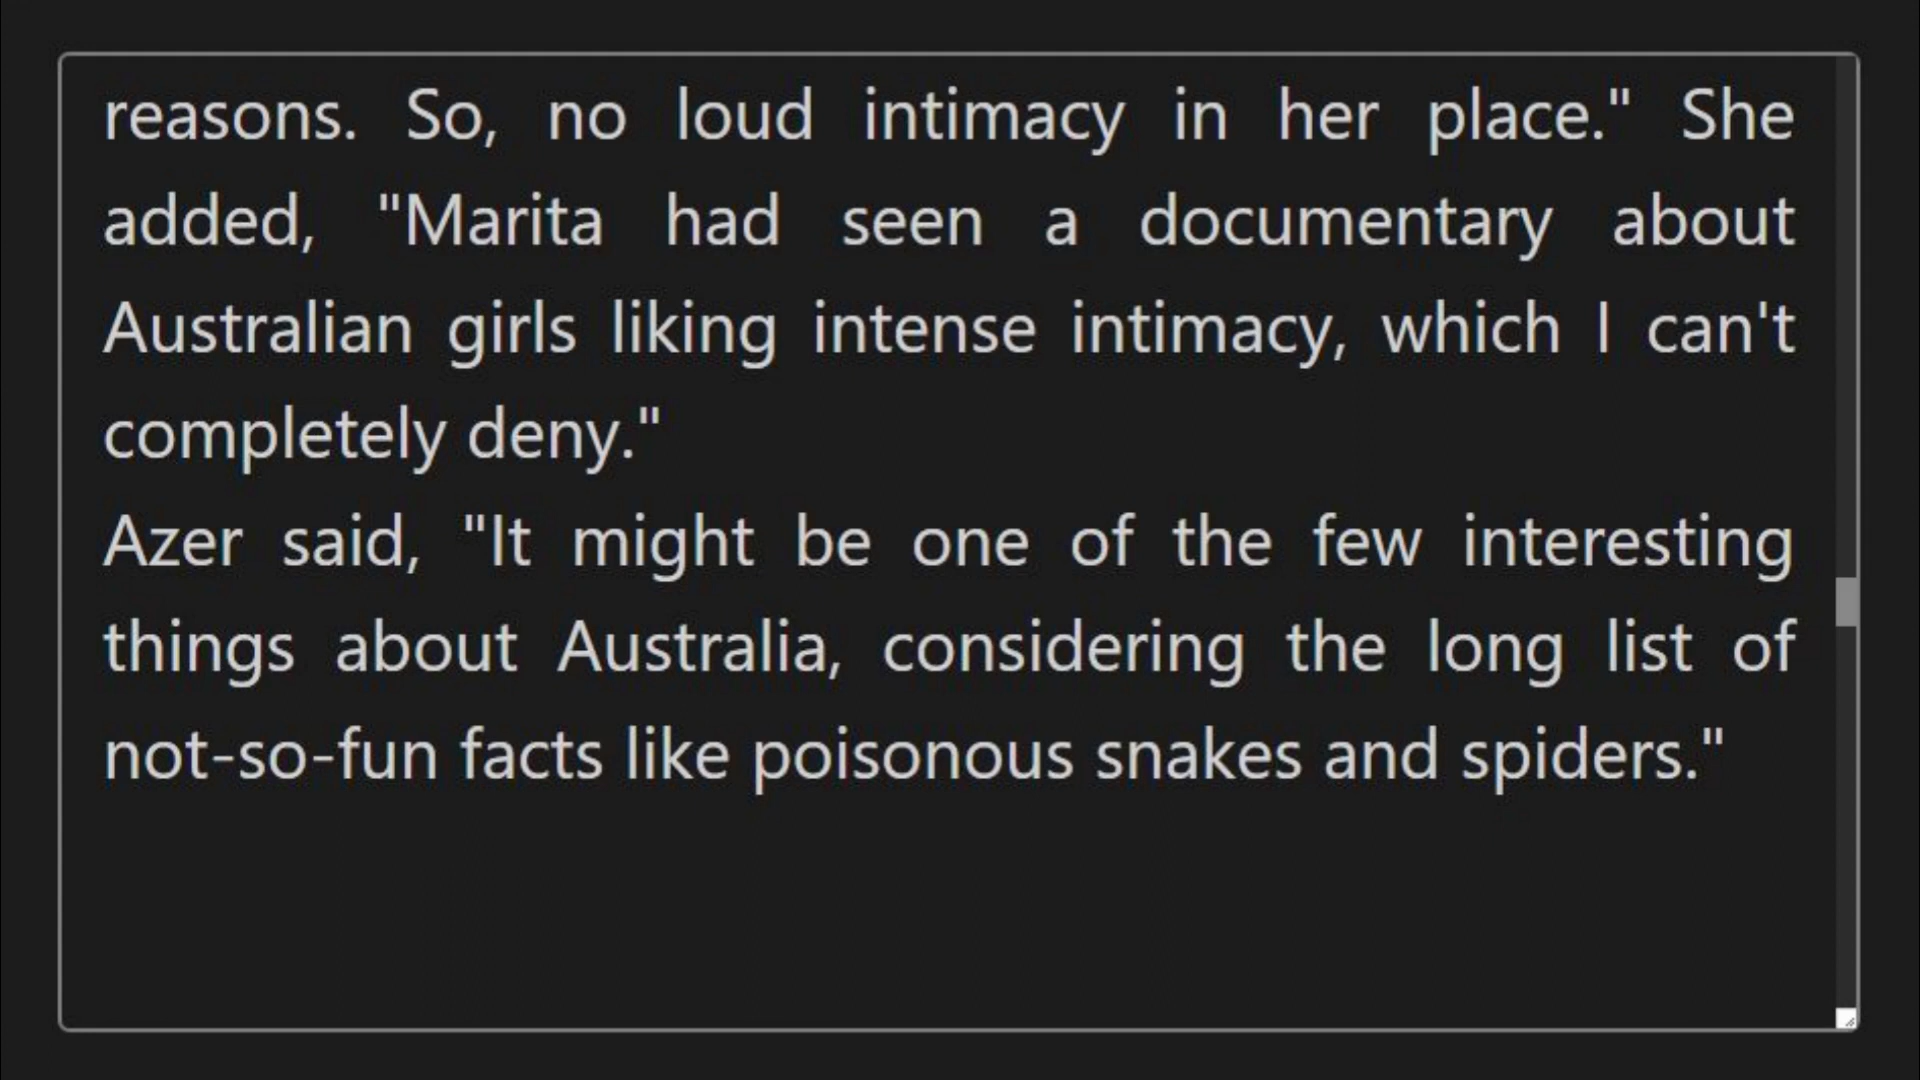 reasons. So, no loud intimacy in her place." She
added, "Marita had seen a documentary about
Australian girls liking intense intimacy, which I can't
completely deny."
Azer said, "It might be one of the few interesting
things about Australia, considering the long list of
not-so-fun facts like poisonous snakes and spiders."